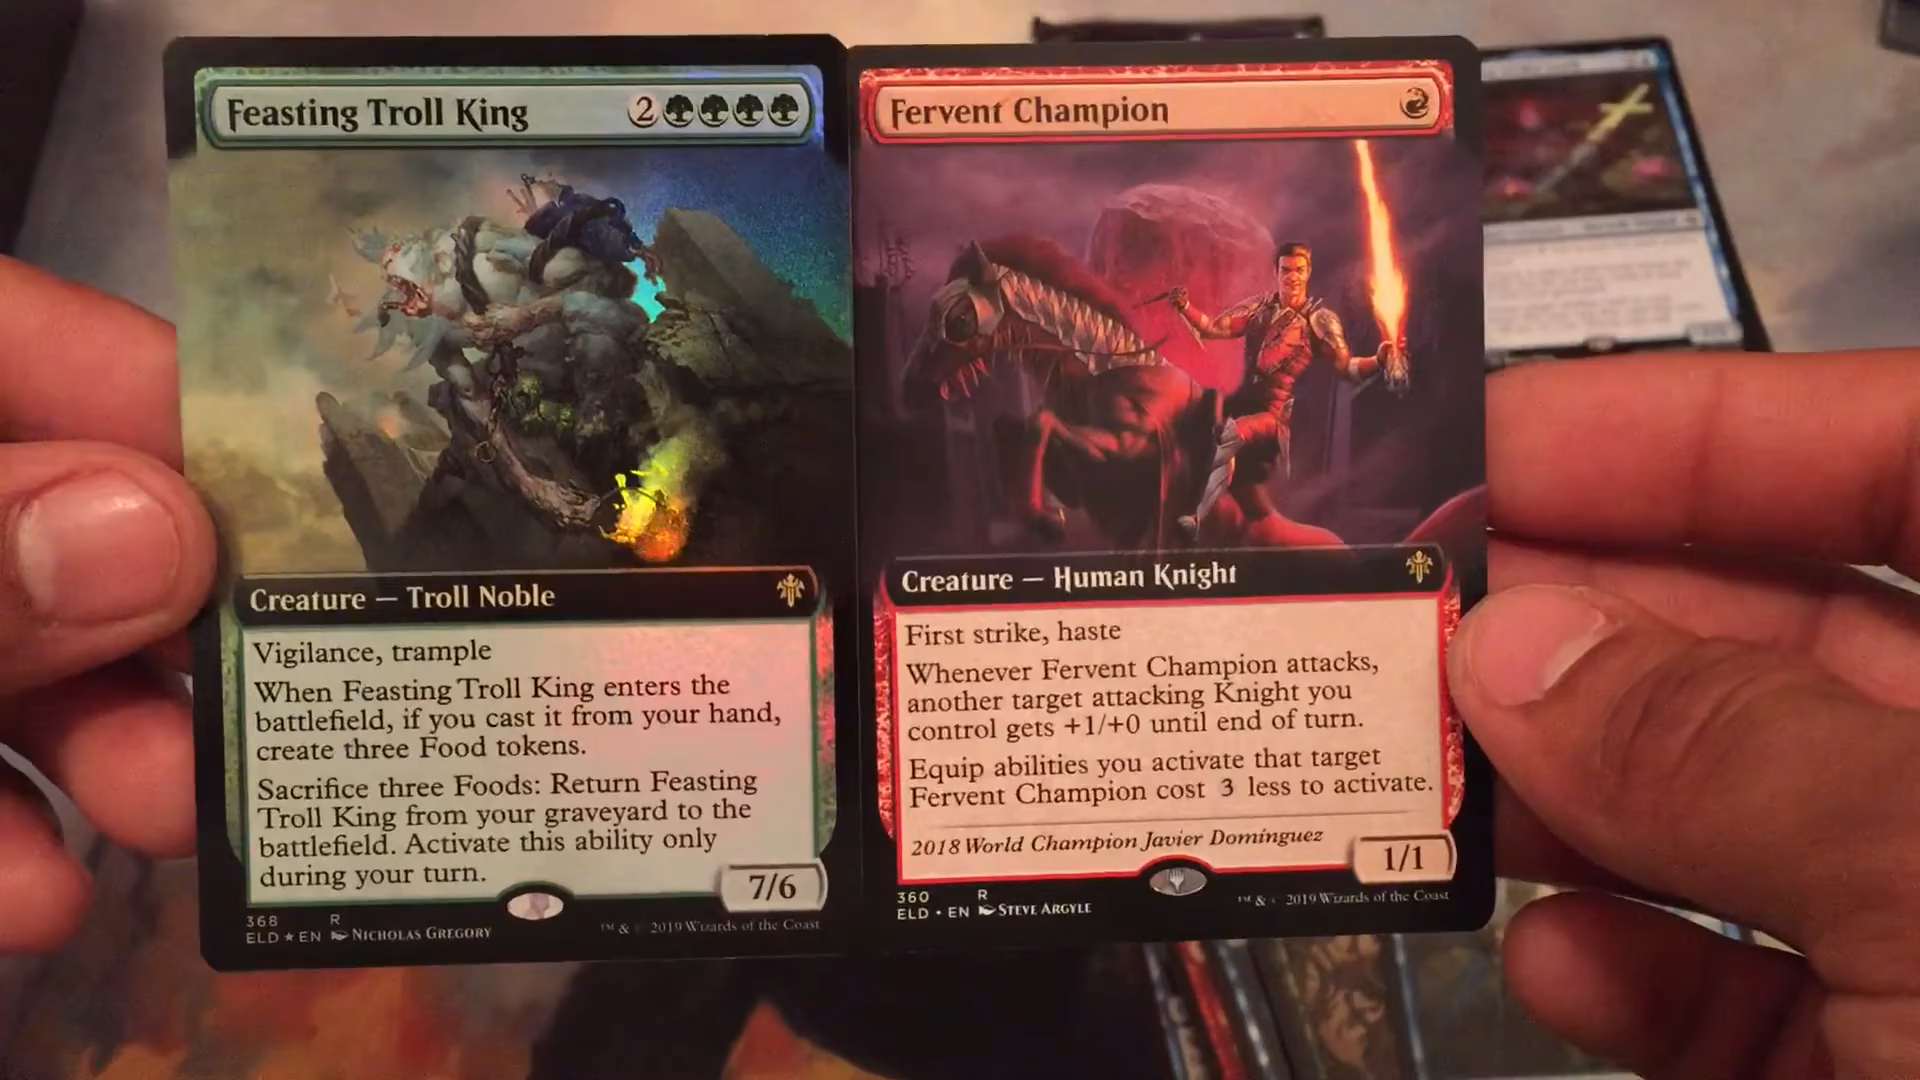 Feasting Troll King 2
Creature — Troll Noble
Vigilance, trample
When Feasting Troll King enters the
battlefield, if you cast it from your hand,
create three Food tokens.
Sacrifice three Foods: Return Feasting
Troll King from your graveyard to the
battlefield. Activate this ability only
during your turn.
7/6
368 R
ELD ★ EN NICHOLAS GREGORY
™ & © 2019 Wizards of the Coast
Fervent Champion
Creature — Human Knight
First strike, haste
Whenever Fervent Champion attacks,
another target attacking Knight you
control gets +1/+0 until end of turn.
Equip abilities you activate that target
Fervent Champion cost 3 less to activate.
2018 World Champion Javier Domínguez
1/1
360 R
ELD • EN STEVE ARGYLE
™ & © 2019 Wizards of the Coast